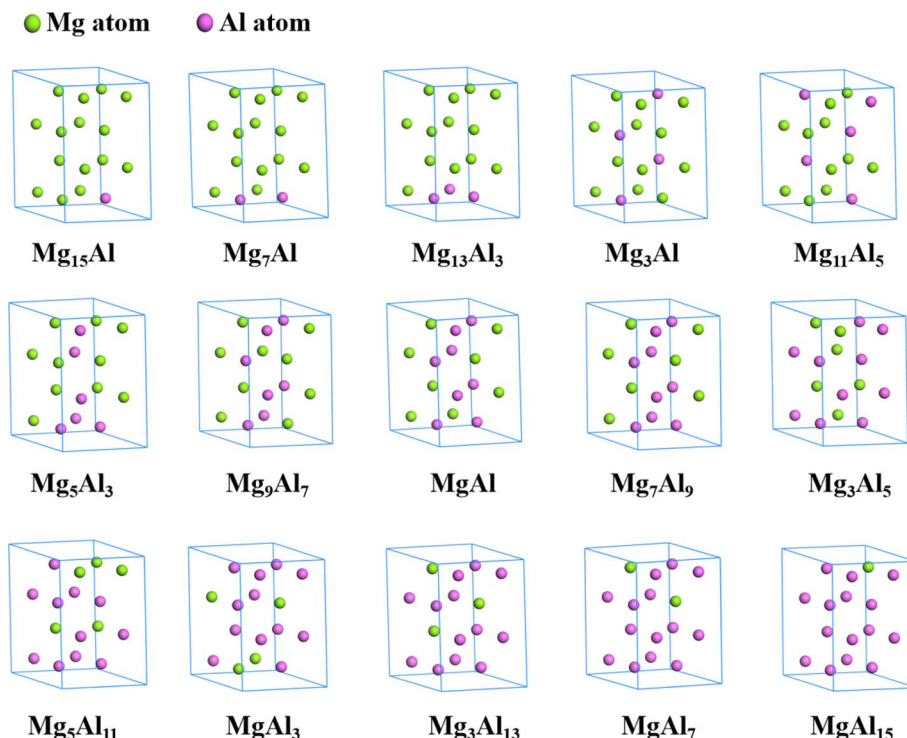 Mg atom Al atom
Mg₁₅Al Mg₇Al Mg₁₃Al₃ Mg₃Al Mg₁₁Al₅
Mg₅Al₃ Mg₉Al₇ MgAl Mg₇Al₉ Mg₃Al₅
Mg₅Al₁₁ MgAl₃ Mg₃Al₁₃ MgAl₇ MgAl₁₅